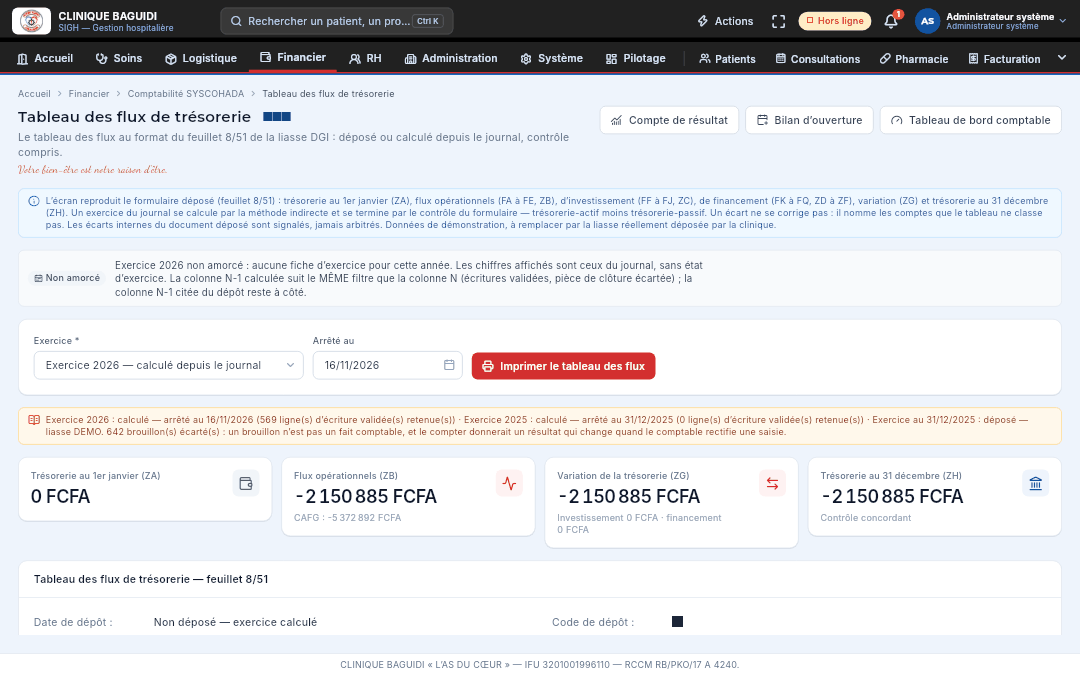 CLINIQUE BAGUIDI
SIGH — Gestion hospitalière
Rechercher un patient, un pro... Ctrl K
Actions
Hors ligne
1
AS
Administrateur système
Administrateur système
Accueil Soins Logistique Financier RH Administration Système Pilotage Patients Consultations Pharmacie Facturation
Accueil > Financier > Comptabilité SYSCOHADA > Tableau des flux de trésorerie
Tableau des flux de trésorerie
Le tableau des flux au format du feuillet 8/51 de la liasse DGI : déposé ou calculé depuis le journal, contrôle
compris.
Votre bien-être est notre raison d'être.
Compte de résultat
Bilan d'ouverture
Tableau de bord comptable
L'écran reproduit le formulaire déposé (feuillet 8/51) : trésorerie au 1er janvier (ZA), flux opérationnels (FA à FE, ZB), d'investissement (FF à FJ, ZC), de financement (FK à FQ, ZD à ZF), variation (ZG) et trésorerie au 31 décembre
(ZH). Un exercice du journal se calcule par la méthode indirecte et se termine par le contrôle du formulaire — trésorerie-actif moins trésorerie-passif. Un écart ne se corrige pas : il nomme les comptes que le tableau ne classe
pas. Les écarts internes du document déposé sont signalés, jamais arbitrés. Données de démonstration, à remplacer par la liasse réellement déposée par la clinique.
Non amorcé
Exercice 2026 non amorcé : aucune fiche d'exercice pour cette année. Les chiffres affichés sont ceux du journal, sans état
d'exercice. La colonne N-1 calculée suit le MÊME filtre que la colonne N (écritures validées, pièce de clôture écartée) ; la
colonne N-1 citée du dépôt reste à côté.
Exercice *
Exercice 2026 — calculé depuis le journal
Arrêté au
16/11/2026
Imprimer le tableau des flux
Exercice 2026 : calculé — arrêté au 16/11/2026 (569 ligne(s) d'écriture validée(s) retenue(s)) · Exercice 2025 : calculé — arrêté au 31/12/2025 (0 ligne(s) d'écriture validée(s) retenue(s)) · Exercice au 31/12/2025 : déposé —
liasse DEMO. 642 brouillon(s) écarté(s) : un brouillon n'est pas un fait comptable, et le compter donnerait un résultat qui change quand le comptable rectifie une saisie.
Trésorerie au 1er janvier (ZA)
0 FCFA
Flux opérationnels (ZB)
-2 150 885 FCFA
CAFG : -5 372 892 FCFA
Variation de la trésorerie (ZG)
-2 150 885 FCFA
Investissement 0 FCFA · financement
0 FCFA
Trésorerie au 31 décembre (ZH)
-2 150 885 FCFA
Contrôle concordant
Tableau des flux de trésorerie — feuillet 8/51
Date de dépôt : Non déposé — exercice calculé
Code de dépôt :
CLINIQUE BAGUIDI « L'AS DU CŒUR » — IFU 3201001996110 — RCCM RB/PKO/17 A 4240.